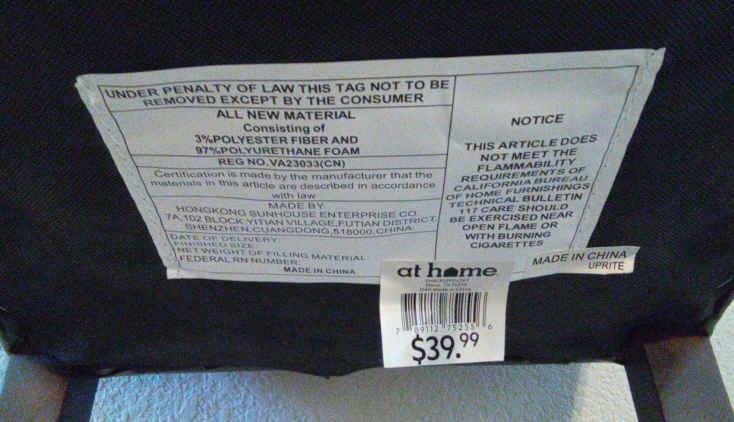 UNDER PENALTY OF LAW THIS TAG NOT TO BE
REMOVED EXCEPT BY THE CONSUMER
ALL NEW MATERIAL
Consisting of
3%POLYESTER FIBER AND
97%POLYURETHANE FOAM
REG NO.VA23033(CN)
Certification is made by the manufacturer that the
materials in this article are described in accordance
with law
MADE BY
HONGKONG SUNHOUSE ENTERPRISE CO.
7A,102 BLOCK,YITIAN VILLAGE,FUTIAN DISTRICT,
SHENZHEN,GUANGDONG,518000,CHINA
DATE OF DELIVERY:
FINISHED SIZE:
NET WEIGHT OF FILLING MATERIAL:
FEDERAL RN NUMBER:
MADE IN CHINA
NOTICE
THIS ARTICLE DOES
NOT MEET THE
FLAMMABILITY
REQUIREMENTS OF
CALIFORNIA BUREAU
OF HOME FURNISHINGS
TECHNICAL BULLETIN
117 CARE SHOULD
BE EXERCISED NEAR
OPEN FLAME OR
WITH BURNING
CIGARETTES
MADE IN CHINA
UPRITE
at home
$39.99